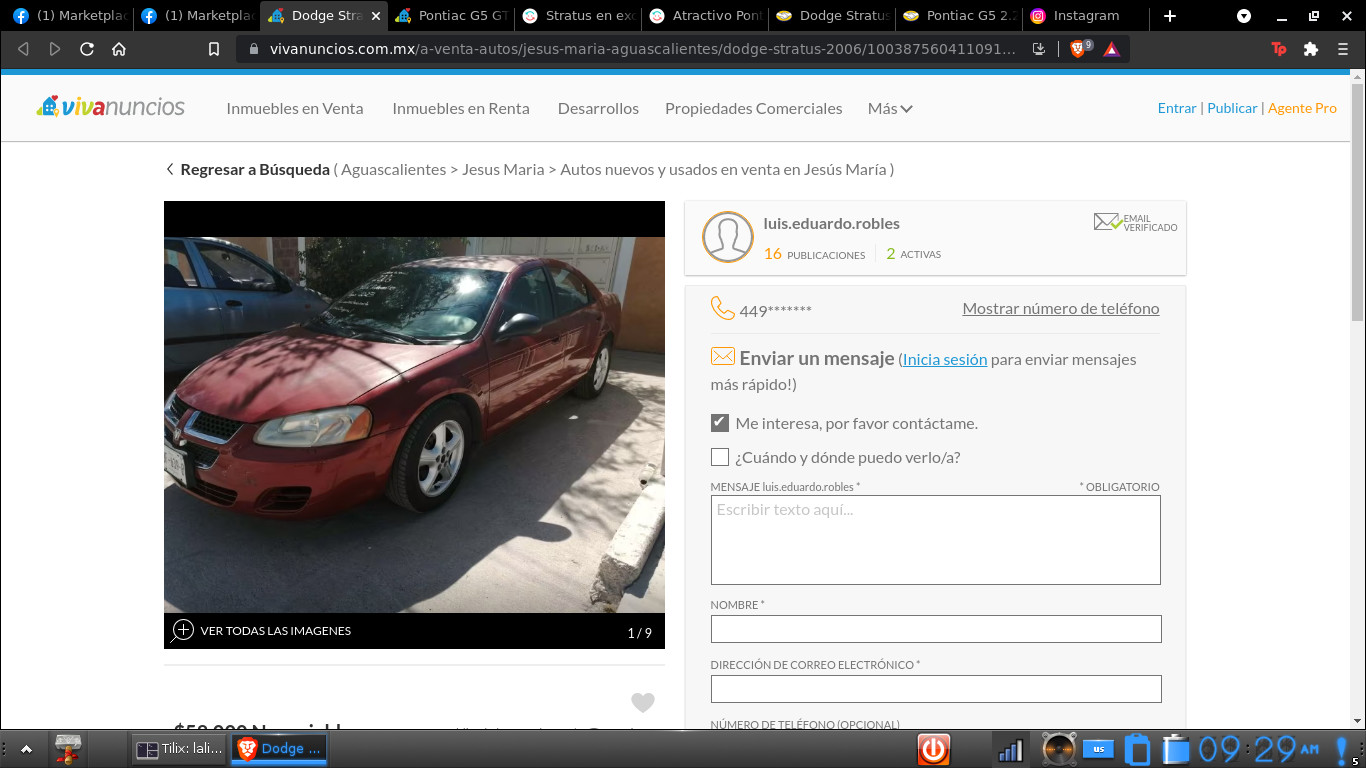 (1) Marketplac
(1) Marketplac
Dodge Stra
Pontiac G5 GT
Stratus en exc
Atractivo Pont
Dodge Stratus
Pontiac G5 2.2
Instagram
vivanuncios.com.mx/a-venta-autos/jesus-maria-aguascalientes/dodge-stratus-2006/100387560411091...
9
Tp
vivanuncios
Inmuebles en Venta
Inmuebles en Renta
Desarrollos
Propiedades Comerciales
Más
Entrar | Publicar | Agente Pro
Regresar a Búsqueda ( Aguascalientes > Jesus Maria > Autos nuevos y usados en venta en Jesús María )
luis.eduardo.robles
EMAIL
VERIFICADO
16 PUBLICACIONES
2 ACTIVAS
449*******
Mostrar número de teléfono
Enviar un mensaje (Inicia sesión para enviar mensajes
más rápido!)
Me interesa, por favor contáctame.
¿Cuándo y dónde puedo verlo/a?
MENSAJE luis.eduardo.robles *
* OBLIGATORIO
Escribir texto aquí...
NOMBRE *
DIRECCIÓN DE CORREO ELECTRÓNICO *
NÚMERO DE TELÉFONO (OPCIONAL)
VER TODAS LAS IMAGENES
1 / 9
Tilix: lali...
Dodge ...
us
09:29 AM
5